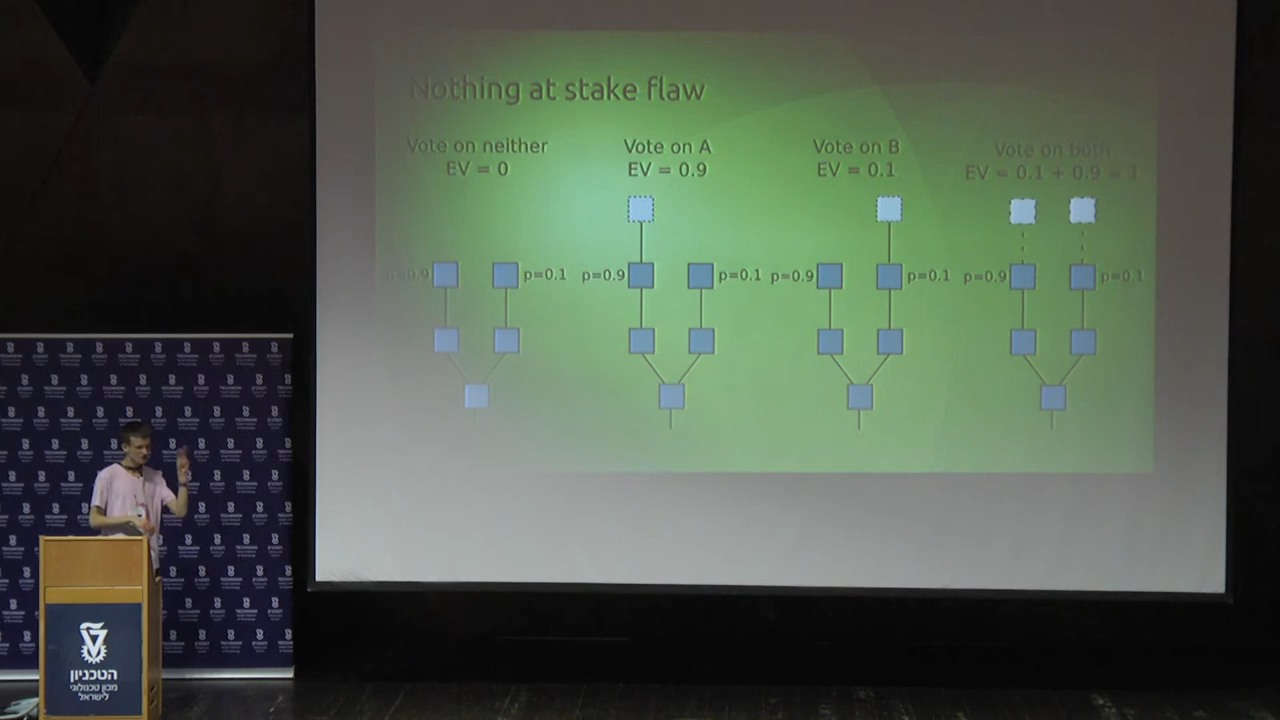 Nothing at stake flaw
Vote on neither
EV = 0
Vote on A
EV = 0.9
Vote on B
EV = 0.1
Vote on both
EV = 0.1 + 0.9 = 1
p=0.9
p=0.1
p=0.9
p=0.1
p=0.9
p=0.1
p=0.9
p=0.1
הטכניון
מכון טכנולוגי
לישראל